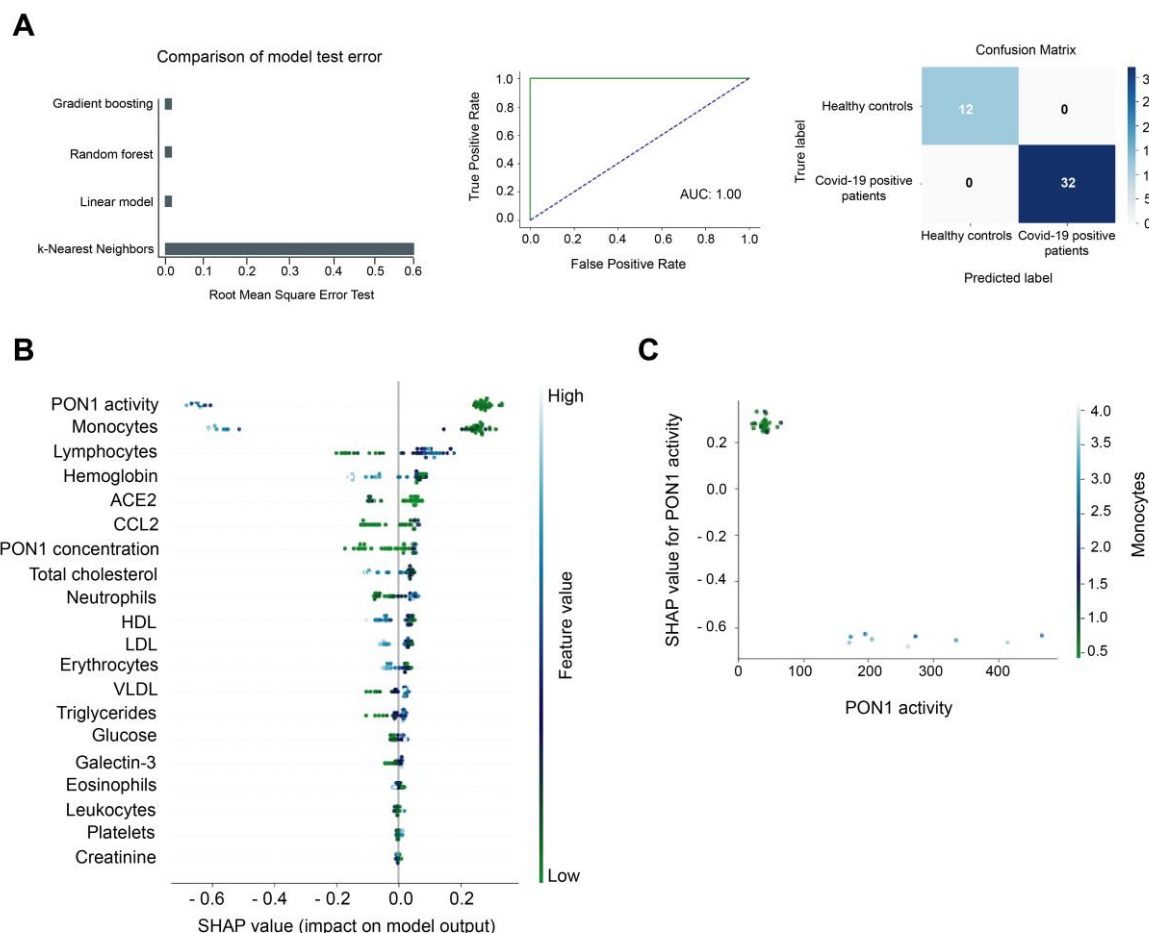 A
Comparison of model test error
Gradient boosting
Random forest
Linear model
k-Nearest Neighbors
0.0 0.1 0.2 0.3 0.4 0.5 0.6
Root Mean Square Error Test
True Positive Rate
1.0
0.8
0.6
0.4
0.2
0.0
AUC: 1.00
0.0 0.2 0.4 0.6 0.8 1.0
False Positive Rate
Confusion Matrix
Trure label
Healthy controls
12 0
Covid-19 positive
patients
0 32
Healthy controls Covid-19 positive
patients
Predicted label
3
2
2
1
1
5
0
B
PON1 activity
Monocytes
Lymphocytes
Hemoglobin
ACE2
CCL2
PON1 concentration
Total cholesterol
Neutrophils
HDL
LDL
Erythrocytes
VLDL
Triglycerides
Glucose
Galectin-3
Eosinophils
Leukocytes
Platelets
Creatinine
- 0.6 - 0.4 - 0.2 0.0 0.2
SHAP value (impact on model output)
High
Feature value
Low
C
SHAP value for PON1 activity
0.2
0.0
- 0.2
- 0.4
- 0.6
0 100 200 300 400
PON1 activity
4.0
3.5
3.0
2.5
2.0
1.5
1.0
0.5
Monocytes